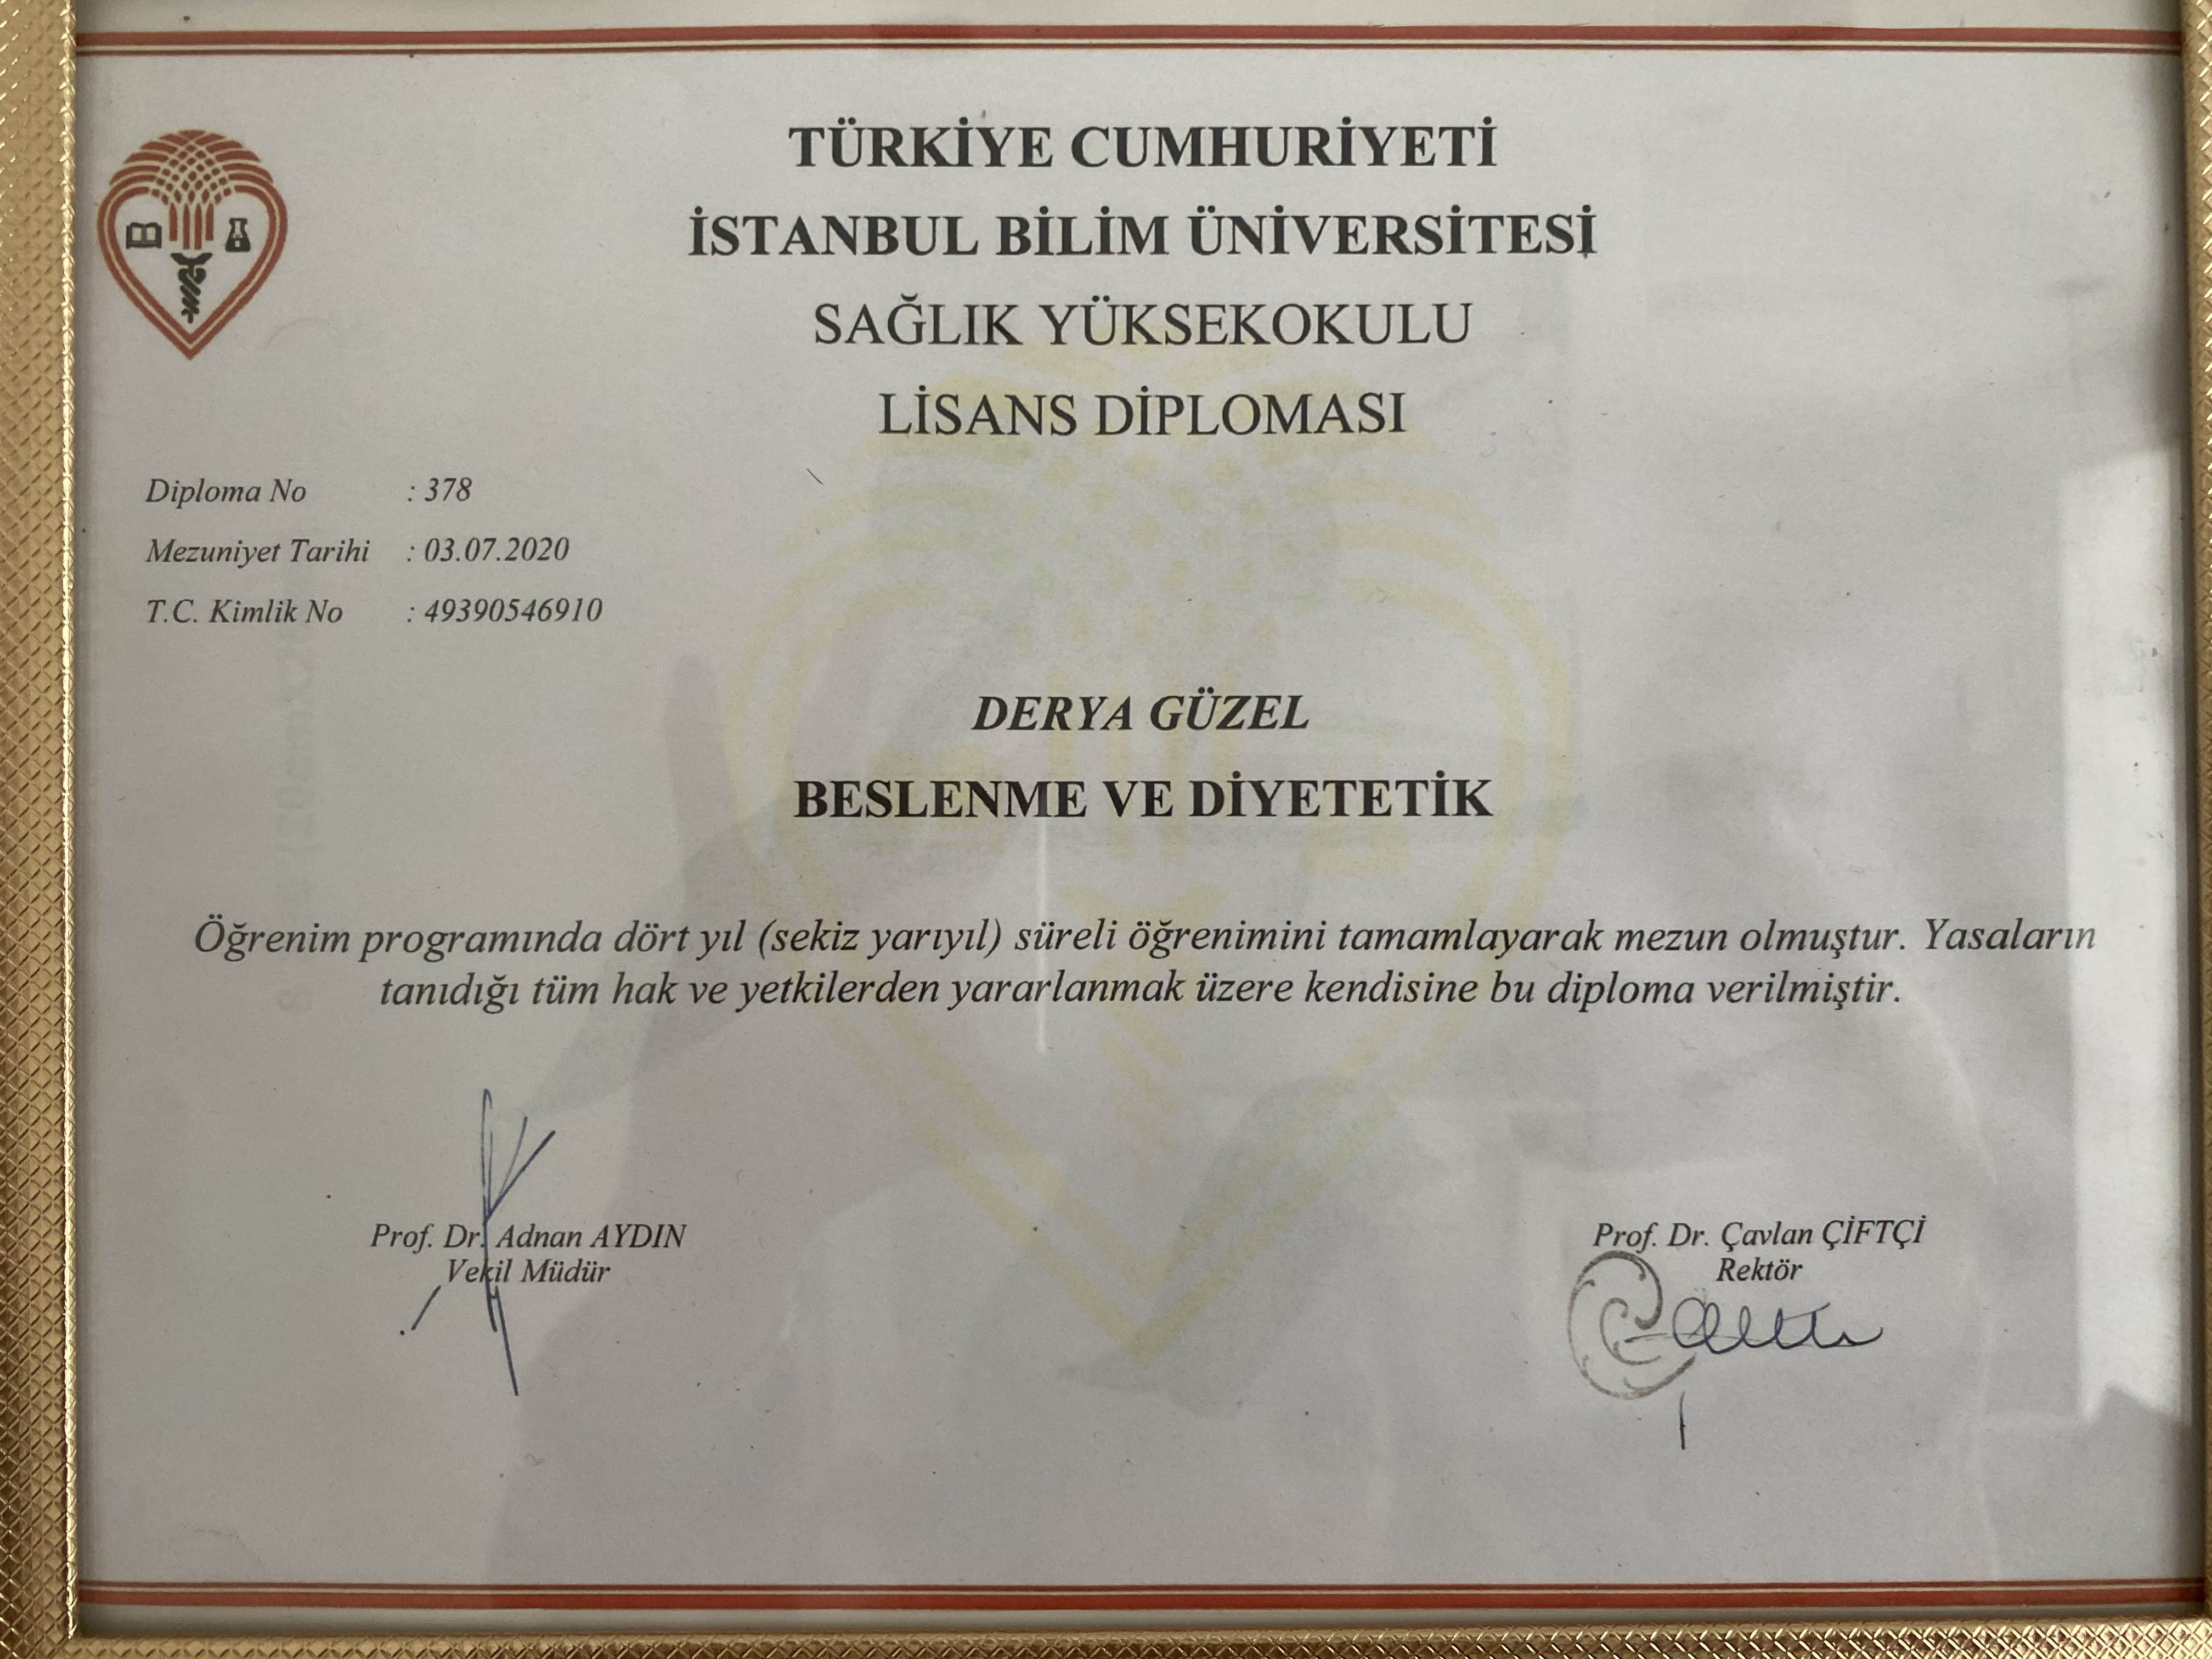 TÜRKİYE CUMHURİYETİ
İSTANBUL BİLİM ÜNİVERSİTESİ
SAĞLIK YÜKSEKOKULU
LİSANS DİPLOMASI
Diploma No : 378
Mezuniyet Tarihi : 03.07.2020
T.C. Kimlik No : 49390546910
DERYA GÜZEL
BESLENME VE DİYETETİK
Öğrenim programında dört yıl (sekiz yarıyıl) süreli öğrenimini tamamlayarak mezun olmuştur. Yasaların
tanıdığı tüm hak ve yetkilerden yararlanmak üzere kendisine bu diploma verilmiştir.
Prof. Dr. Adnan AYDIN
Vekil Müdür
Prof. Dr. Çavlan ÇİFTÇİ
Rektör